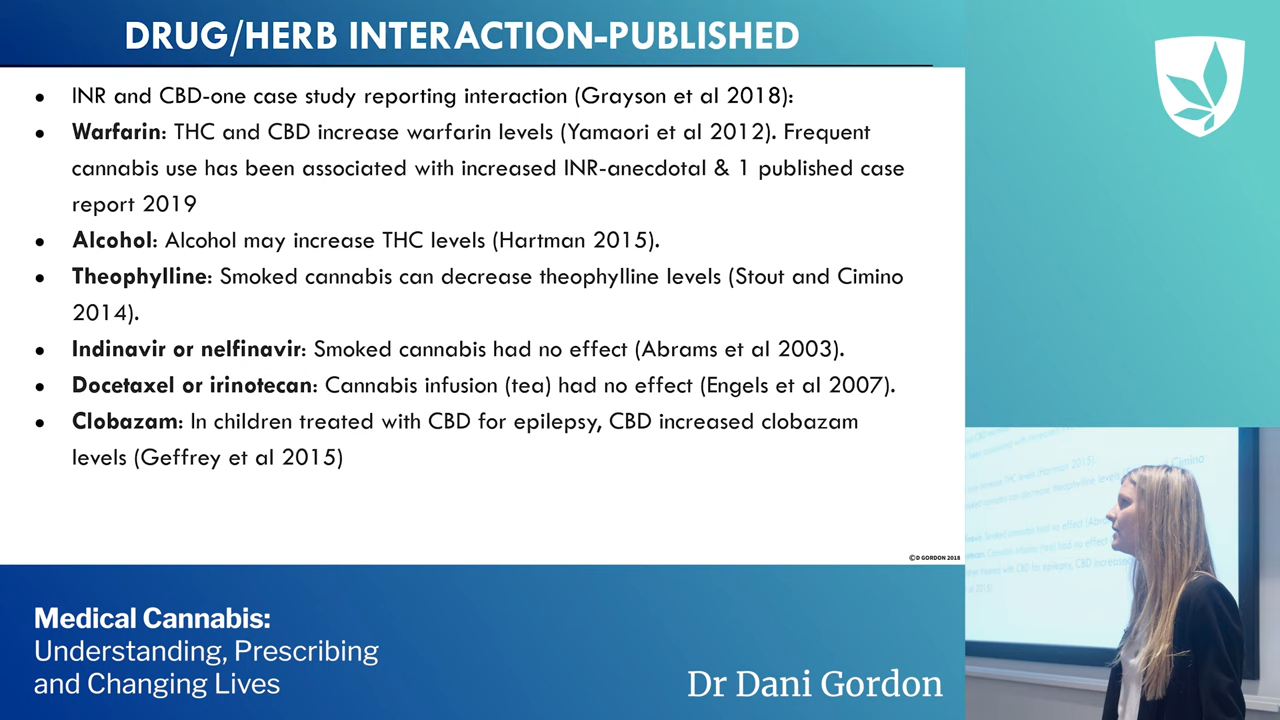 DRUG/HERB INTERACTION-PUBLISHED
● INR and CBD-one case study reporting interaction (Grayson et al 2018):
● Warfarin: THC and CBD increase warfarin levels (Yamaori et al 2012). Frequent
cannabis use has been associated with increased INR-anecdotal & 1 published case
report 2019
● Alcohol: Alcohol may increase THC levels (Hartman 2015).
● Theophylline: Smoked cannabis can decrease theophylline levels (Stout and Cimino
2014).
● Indinavir or nelfinavir: Smoked cannabis had no effect (Abrams et al 2003).
● Docetaxel or irinotecan: Cannabis infusion (tea) had no effect (Engels et al 2007).
● Clobazam: In children treated with CBD for epilepsy, CBD increased clobazam
levels (Geffrey et al 2015)
©D GORDON 2018
Medical Cannabis:
Understanding, Prescribing
and Changing Lives
Dr Dani Gordon